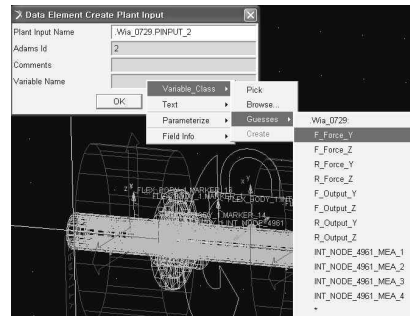 Data Element Create Plant Input
Plant Input Name
.Wia_0729.PINPUT_2
Adams Id
2
Comments
Variable Name
OK
Variable_Class
Text
Parameterize
Field Info
Pick
Browse...
Guesses
Create
.Wia_0729:
F_Force_Y
F_Force_Z
R_Force_Y
R_Force_Z
F_Output_Y
F_Output_Z
R_Output_Y
R_Output_Z
INT_NODE_4961_MEA_1
INT_NODE_4961_MEA_2
INT_NODE_4961_MEA_3
INT_NODE_4961_MEA_4
*